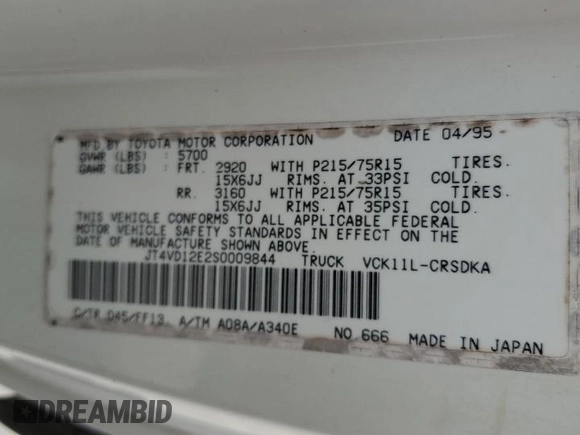 MFD BY TOYOTA MOTOR CORPORATION DATE 04/95
GVWR (LBS) : 5700
GAWR (LBS) : FRT. 2920 WITH P215/75R15 TIRES.
15X6JJ RIMS. AT 33PSI COLD.
RR. 3160 WITH P215/75R15 TIRES.
15X6JJ RIMS. AT 35PSI COLD.
THIS VEHICLE CONFORMS TO ALL APPLICABLE FEDERAL
MOTOR VEHICLE SAFETY STANDARDS IN EFFECT ON THE
DATE OF MANUFACTURE SHOWN ABOVE.
JT4VD12E2S0009844 TRUCK VCK11L-CRSDKA
C/TR 045/FF13 A/TM A08A/A340E NO.666 MADE IN JAPAN
DREAMBID